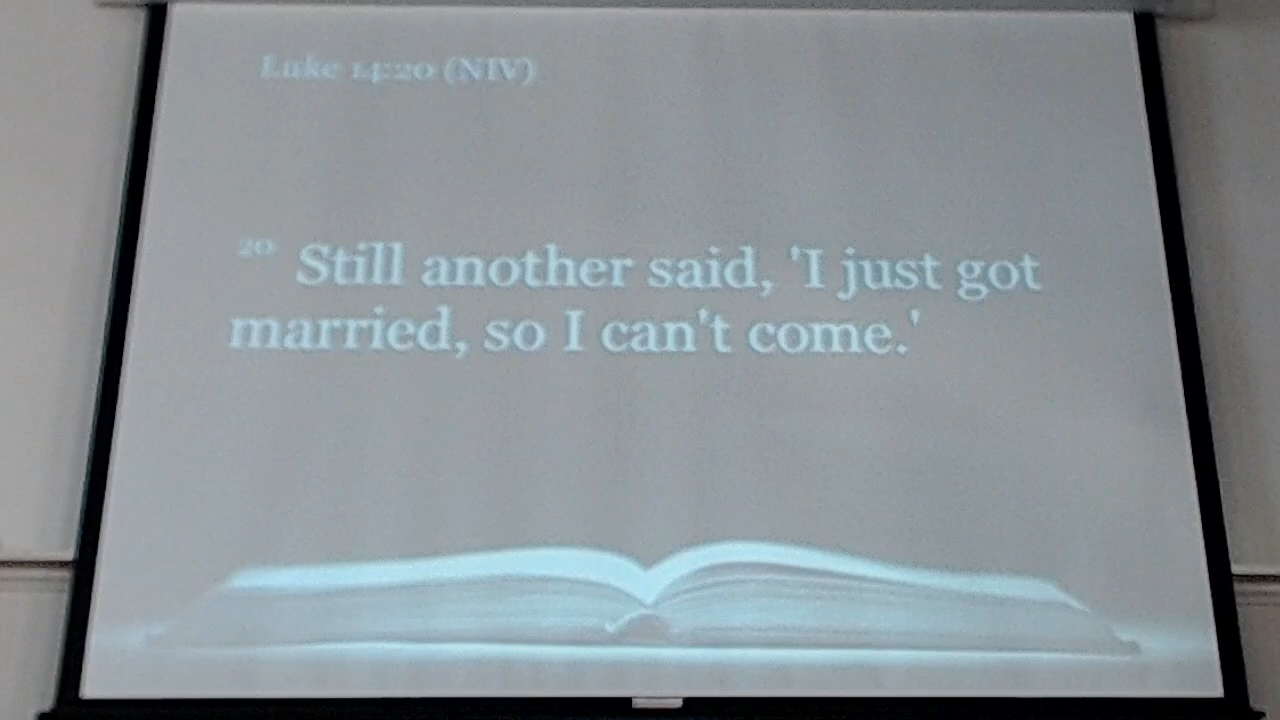 Luke 14:20 (NIV)
20 Still another said, 'I just got
married, so I can't come.'